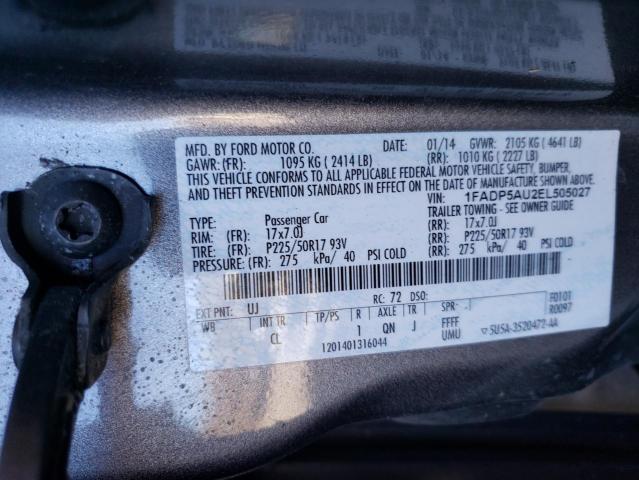 MFD. BY FORD MOTOR CO. DATE: 01/14 GVWR: 2105 KG ( 4641 LB)
GAWR: (FR): 1095 KG ( 2414 LB) (RR): 1010 KG ( 2227 LB)
THIS VEHICLE CONFORMS TO ALL APPLICABLE FEDERAL MOTOR VEHICLE SAFETY, BUMPER,
AND THEFT PREVENTION STANDARDS IN EFFECT ON THE DATE OF MANUFACTURE SHOWN ABOVE.
VIN: 1FADP5AU2EL505027
TYPE: Passenger Car TRAILER TOWING - SEE OWNER GUIDE
RIM: (FR): 17x7.0J (RR): 17x7.0J
TIRE: (FR): P225/50R17 93V (RR): P225/50R17 93V
PRESSURE: (FR): 275 kPa/ 40 PSI COLD (RR): 275 kPa/ 40 PSI COLD
EXT PNT: UJ RC: 72 DSO: F0101
WB INT TR TP/PS R AXLE TR SPR R0097
CL 1 QN J FFFF
1201401316044 UMU 5U5A-3520472-AA